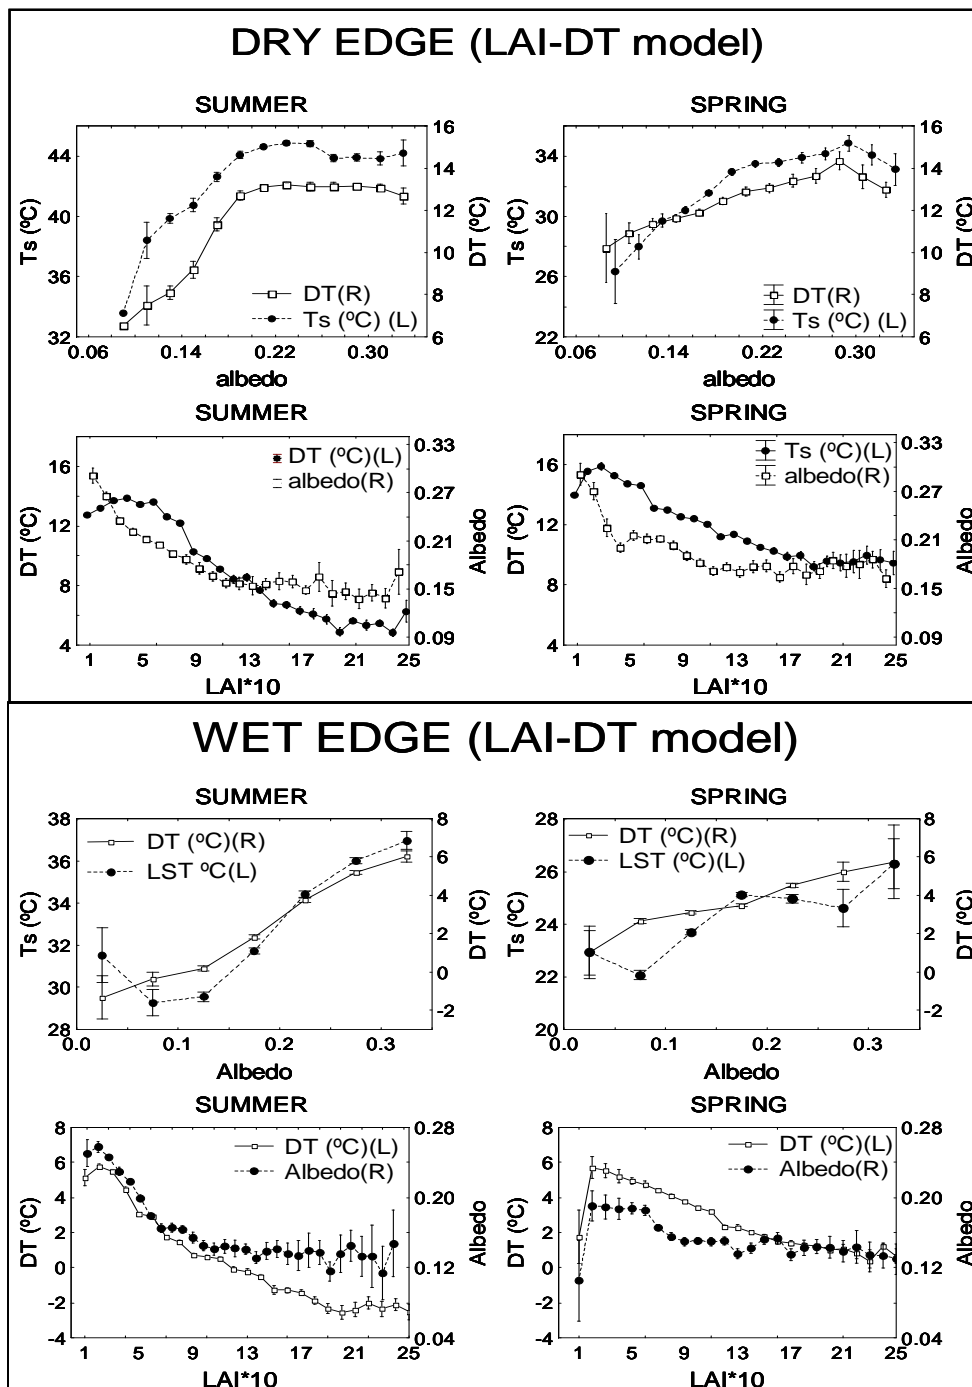 DRY EDGE (LAI-DT model)
SUMMER
44
40
36
32
Ts (ºC)
16
14
12
10
8
6
DT (ºC)
DT(R)
Ts (ºC) (L)
0.06 0.14 0.22 0.30
albedo
SPRING
34
30
26
22
Ts (ºC)
16
14
12
10
8
6
DT (ºC)
DT(R)
Ts (ºC) (L)
0.06 0.14 0.22 0.30
albedo
SUMMER
16
12
8
4
DT (ºC)
0.33
0.27
0.21
0.15
0.09
Albedo
DT (ºC)(L)
albedo(R)
1 5 9 13 17 21 25
LAI*10
SPRING
16
12
8
4
DT (ºC)
0.33
0.27
0.21
0.15
0.09
Albedo
Ts (ºC)(L)
albedo(R)
1 5 9 13 17 21 25
LAI*10
WET EDGE (LAI-DT model)
SUMMER
38
36
34
32
30
28
Ts (ºC)
8
6
4
2
0
-2
DT (ºC)
DT (ºC)(R)
LST ºC(L)
0.0 0.1 0.2 0.3
Albedo
SPRING
28
26
24
22
20
Ts (ºC)
8
6
4
2
0
-2
DT (ºC)
DT (ºC)(R)
LST (ºC)(L)
0.0 0.1 0.2 0.3
Albedo
SUMMER
8
6
4
2
0
-2
-4
DT (ºC)
0.28
0.20
0.12
0.04
Albedo
DT (ºC)(L)
Albedo(R)
1 5 9 13 17 21 25
LAI*10
SPRING
8
6
4
2
0
-2
-4
DT (ºC)
0.28
0.20
0.12
0.04
Albedo
DT (ºC)(L)
Albedo(R)
1 5 9 13 17 21 25
LAI*10